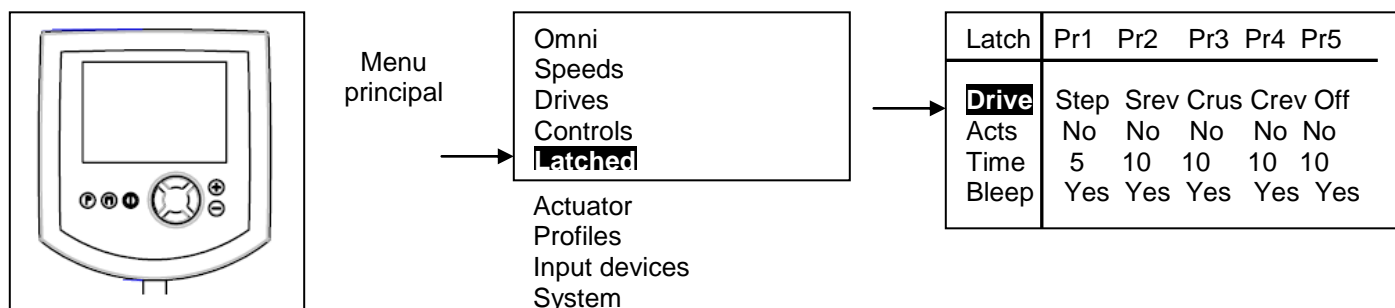 Menu
principal
Omni
Speeds
Drives
Controls
Latched
Actuator
Profiles
Input devices
System
Latch Pr1 Pr2 Pr3 Pr4 Pr5
Drive Step Srev Crus Crev Off
Acts No No No No No
Time 5 10 10 10 10
Bleep Yes Yes Yes Yes Yes